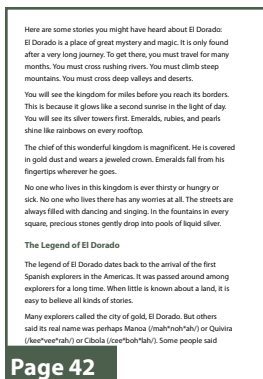 Here are some stories you might have heard about El Dorado:
El Dorado is a place of great mystery and magic. It is only found
after a very long journey. To get there, you must travel for many
months. You must cross rushing rivers. You must climb steep
mountains. You must cross deep valleys and deserts.
You will see the kingdom for miles before you reach its borders.
This is because it glows like a second sunrise in the light of day.
You will see its silver towers first. Emeralds, rubies, and pearls
shine like rainbows on every rooftop.
The chief of this wonderful kingdom is magnificent. He is covered
in gold dust and wears a jeweled crown. Emeralds fall from his
fingertips wherever he goes.
No one who lives in this kingdom is ever thirsty or hungry or
sick. No one who lives there has any worries at all. The streets are
always filled with dancing and singing. In the fountains in every
square, precious stones gently drop into pools of liquid silver.
The Legend of El Dorado
The legend of El Dorado dates back to the arrival of the first
Spanish explorers in the Americas. It was passed around among
explorers for a long time. When little is known about a land, it is
easy to believe all kinds of stories.
Many explorers called the city of gold, El Dorado. But others
said its real name was perhaps Manoa (/mah*noh*ah/) or Quivira
(/kee*vee*rah/) or Cibola (/cee*boh*lah/). Some people said
Page 42